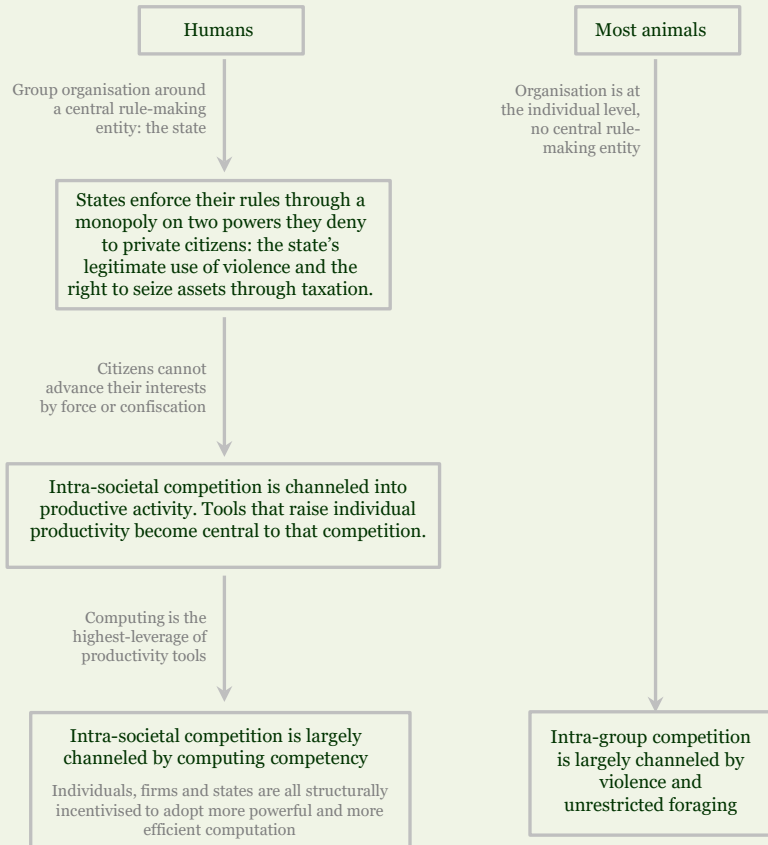 Humans
Group organisation around
a central rule-making
entity: the state
States enforce their rules through a
monopoly on two powers they deny
to private citizens: the state’s
legitimate use of violence and the
right to seize assets through taxation.
Citizens cannot
advance their interests
by force or confiscation
Intra-societal competition is channeled into
productive activity. Tools that raise individual
productivity become central to that competition.
Computing is the
highest-leverage of
productivity tools
Intra-societal competition is largely
channeled by computing competency
Individuals, firms and states are all structurally
incentivised to adopt more powerful and more
efficient computation
Most animals
Organisation is at
the individual level,
no central rule-
making entity
Intra-group competition
is largely channeled by
violence and
unrestricted foraging